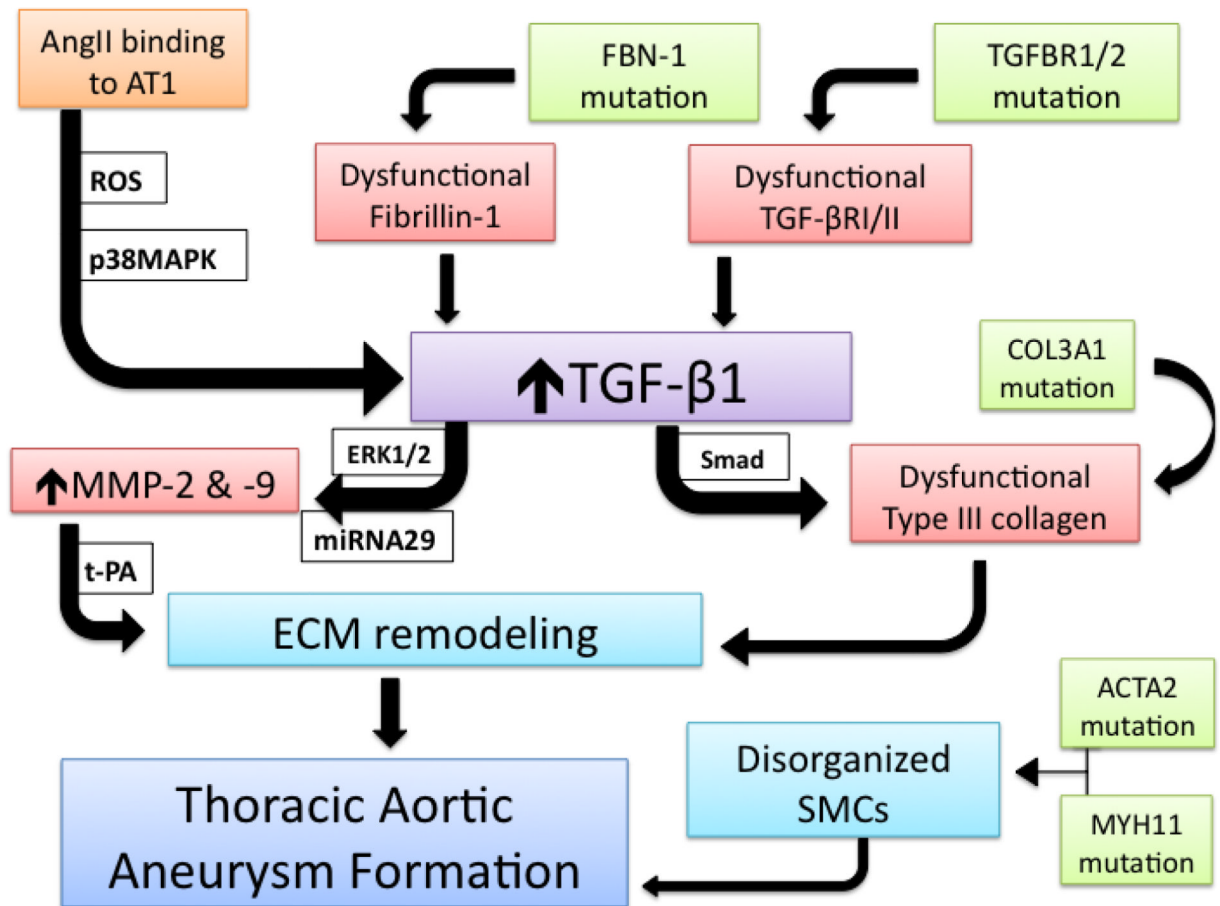 AngII binding
to AT1
FBN-1
mutation
TGFBR1/2
mutation
ROS
p38MAPK
Dysfunctional
Fibrillin-1
Dysfunctional
TGF-βRI/II
↑TGF-β1
COL3A1
mutation
ERK1/2
miRNA29
Smad
↑MMP-2 & -9
Dysfunctional
Type III collagen
t-PA
ECM remodeling
ACTA2
mutation
Disorganized
SMCs
MYH11
mutation
Thoracic Aortic
Aneurysm Formation